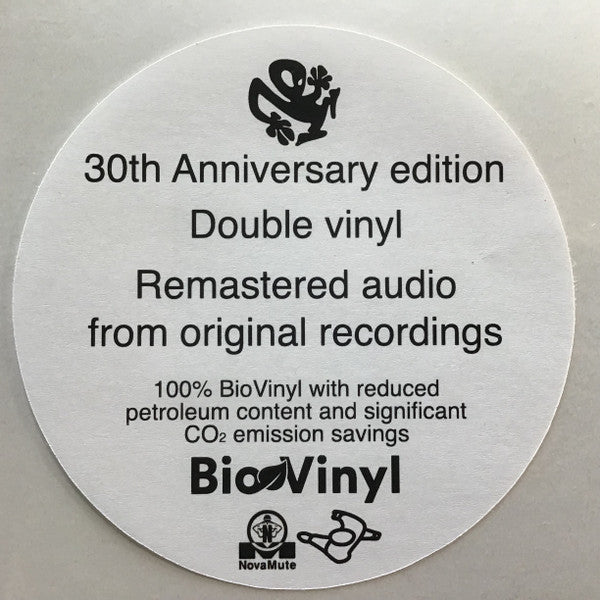 30th Anniversary edition
Double vinyl
Remastered audio
from original recordings
100% BioVinyl with reduced
petroleum content and significant
CO₂ emission savings
BioVinyl
N
NovaMute